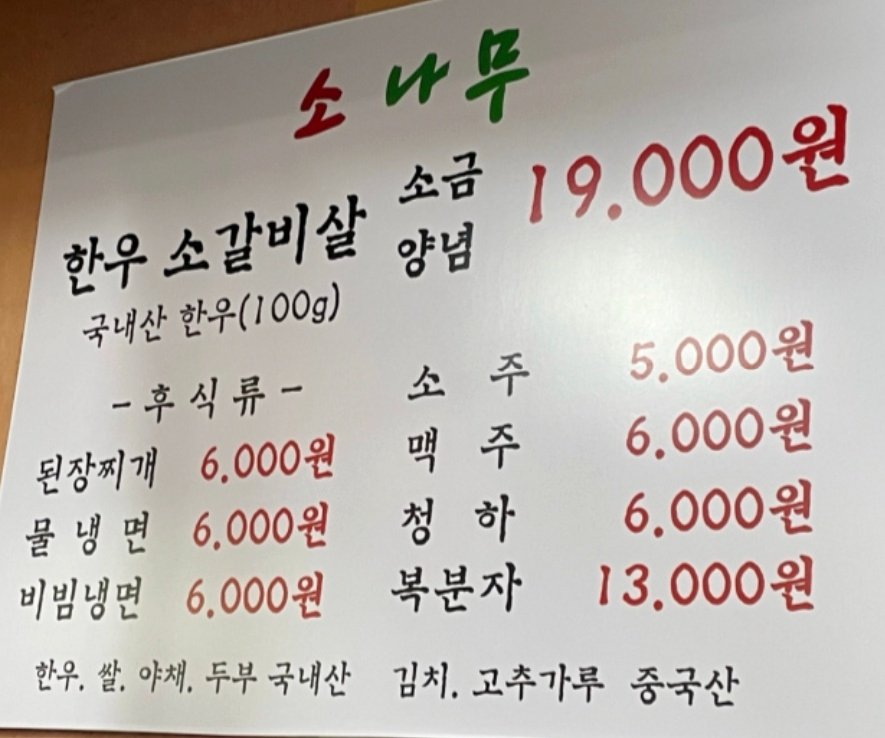 소나무
한우 소갈비살 소금 양념 19.000원
국내산 한우(100g)
- 후식류 -
된장찌개 6.000원
물냉면 6.000원
비빔냉면 6.000원
소주 5.000원
맥주 6.000원
청하 6.000원
복분자 13.000원
한우. 쌀. 야채. 두부 국내산 김치. 고추가루 중국산